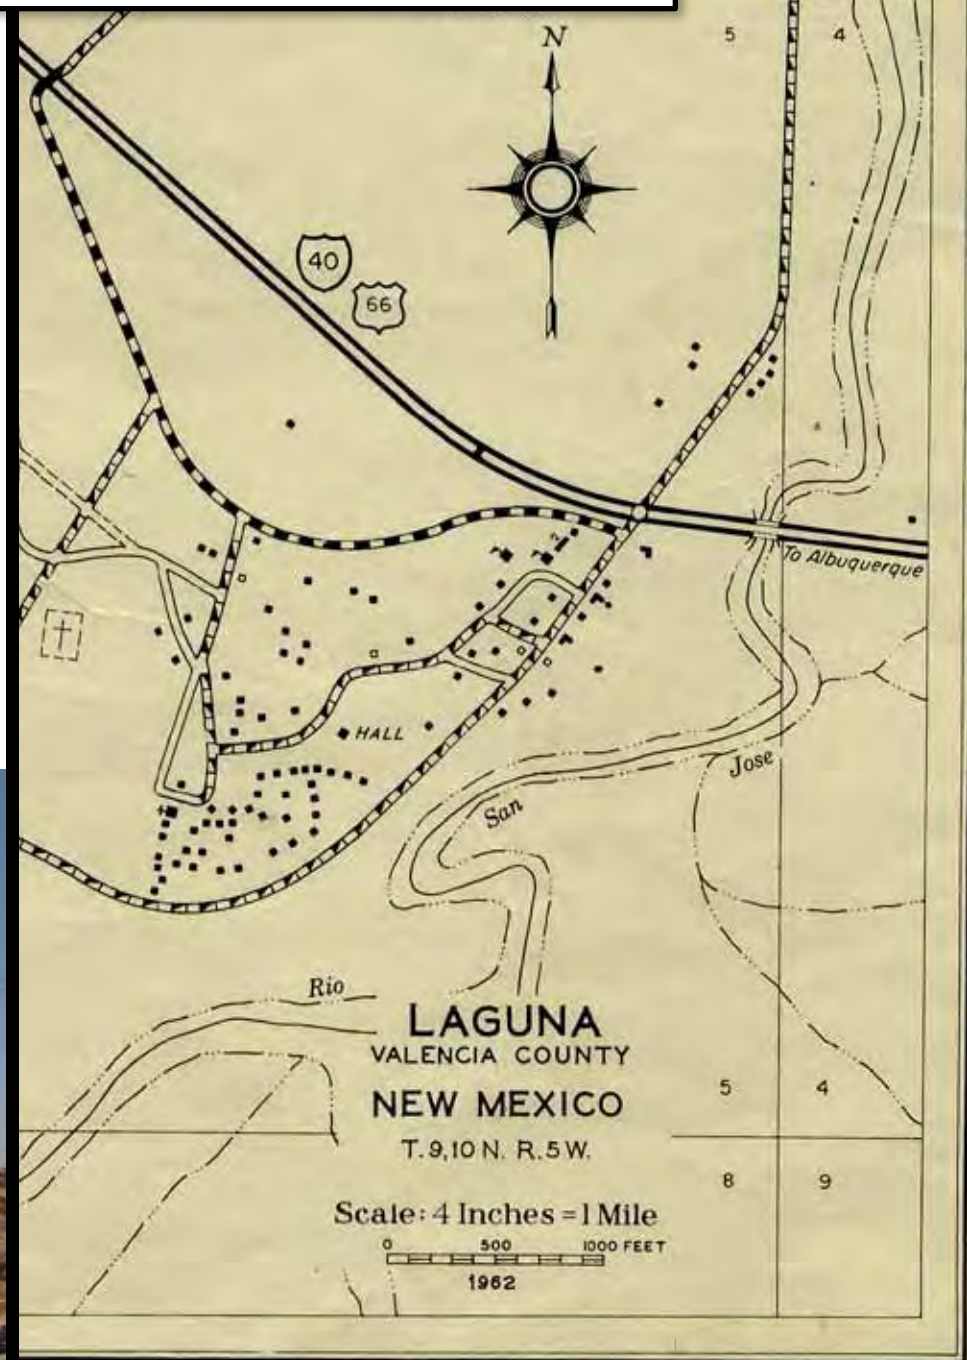 N
5 4
40
66
To Albuquerque
HALL
Jose
San
Rio
LAGUNA
VALENCIA COUNTY
NEW MEXICO
T. 9,10 N. R. 5 W.
5 4
8 9
Scale: 4 Inches = 1 Mile
0 500 1000 FEET
1962